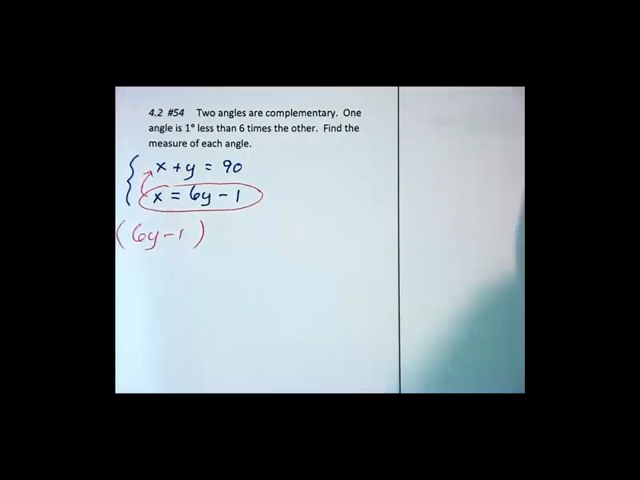 4.2 #54 Two angles are complementary. One
angle is 1° less than 6 times the other. Find the
measure of each angle.
x + y = 90
x = 6y - 1
(6y-1)